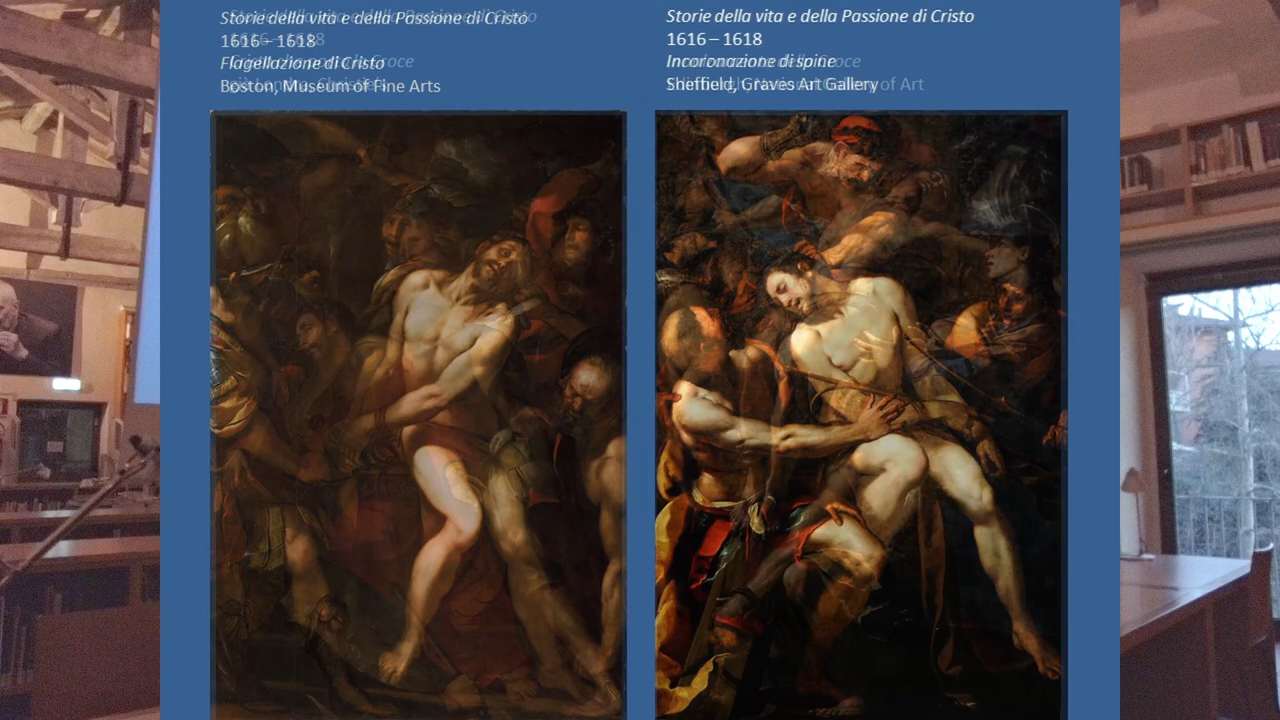 Storie della vita e della Passione di Cristo
1616 – 1618
Flagellazione di Cristo
Boston, Museum of Fine Arts
Storie della vita e della Passione di Cristo
1616 – 1618
Incoronazione di spine
Sheffield, Graves Art Gallery